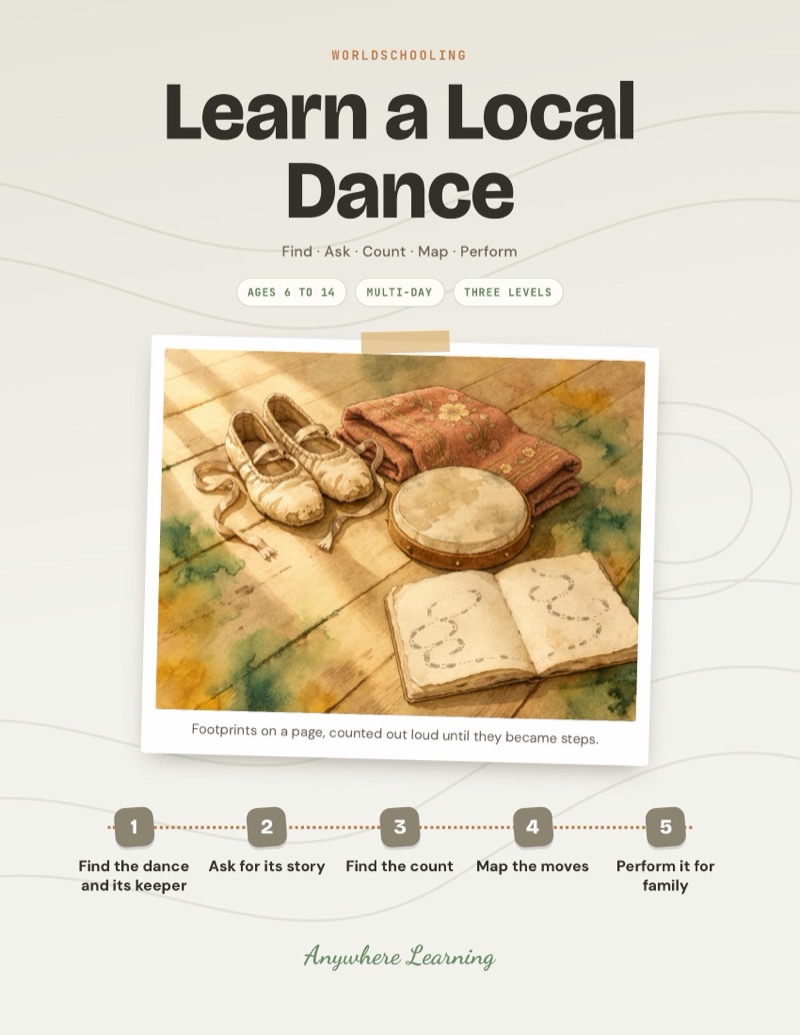 WORLDSCHOOLING
Learn a Local
Dance
Find · Ask · Count · Map · Perform
AGES 6 TO 14 MULTI-DAY THREE LEVELS
Footprints on a page, counted out loud until they became steps.
1 2 3 4 5
Find the dance Ask for its story Find the count Map the moves Perform it for
and its keeper family
Anywhere Learning